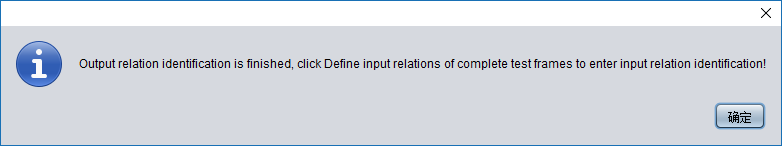 Output relation identification is finished, click Define input relations of complete test frames to enter input relation identification!
确定